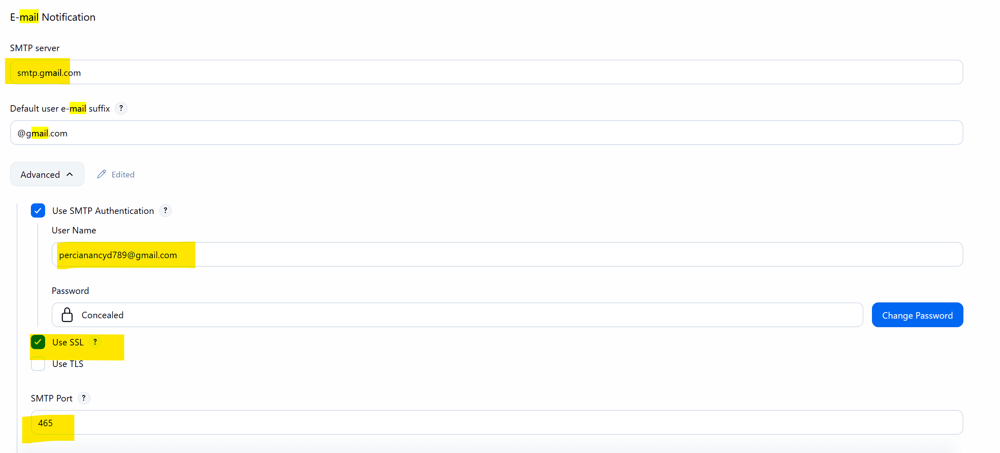 E-mail Notification
SMTP server
smtp.gmail.com
Default user e-mail suffix ?
@gmail.com
Advanced Edited
Use SMTP Authentication ?
User Name
percianancyd789@gmail.com
Password
Concealed Change Password
Use SSL ?
Use TLS
SMTP Port ?
465